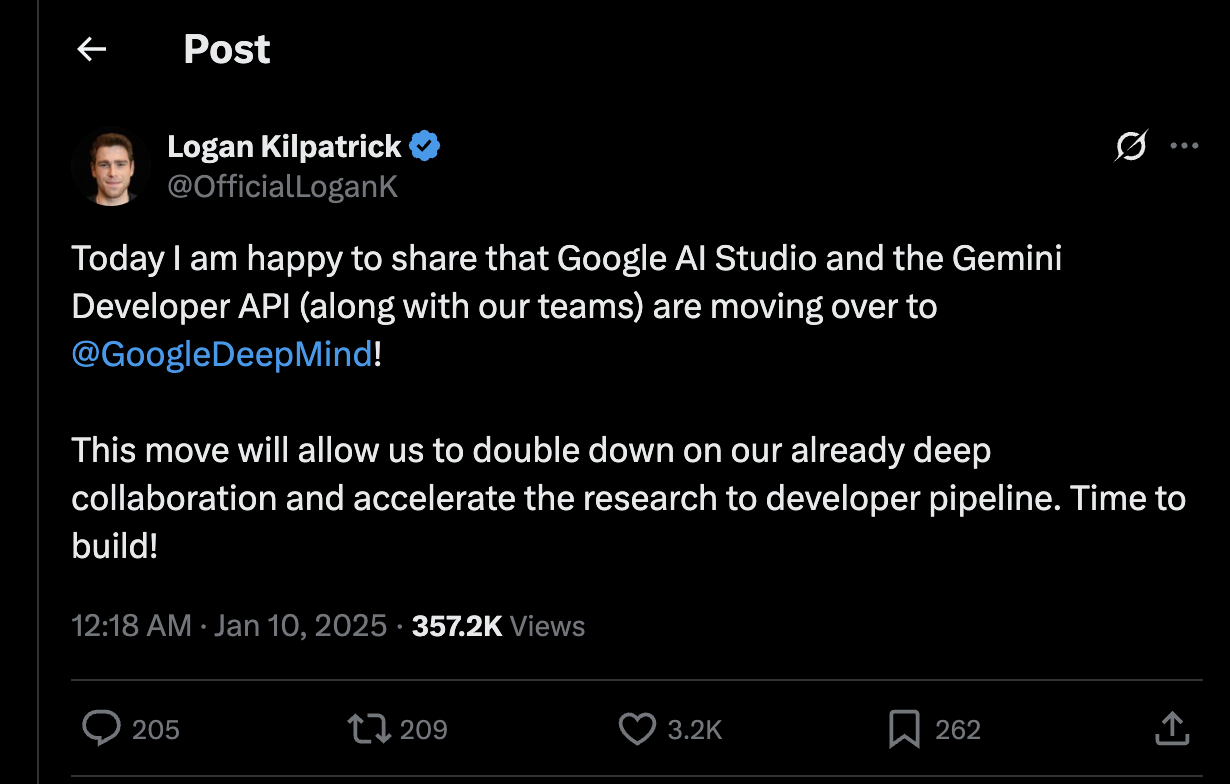 Post
Logan Kilpatrick
@OfficialLoganK
Today I am happy to share that Google AI Studio and the Gemini
Developer API (along with our teams) are moving over to
@GoogleDeepMind!
This move will allow us to double down on our already deep
collaboration and accelerate the research to developer pipeline. Time to
build!
12:18 AM · Jan 10, 2025 · 357.2K Views
205 209 3.2K 262